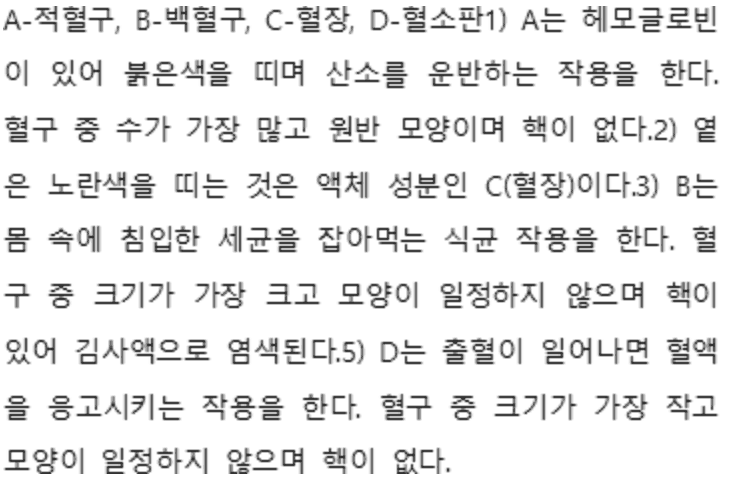 A-적혈구, B-백혈구, C-혈장, D-혈소판1) A는 헤모글로빈
이 있어 붉은색을 띠며 산소를 운반하는 작용을 한다.
혈구 중 수가 가장 많고 원반 모양이며 핵이 없다.2) 옅
은 노란색을 띠는 것은 액체 성분인 C(혈장)이다.3) B는
몸 속에 침입한 세균을 잡아먹는 식균 작용을 한다. 혈
구 중 크기가 가장 크고 모양이 일정하지 않으며 핵이
있어 김사액으로 염색된다.5) D는 출혈이 일어나면 혈액
을 응고시키는 작용을 한다. 혈구 중 크기가 가장 작고
모양이 일정하지 않으며 핵이 없다.